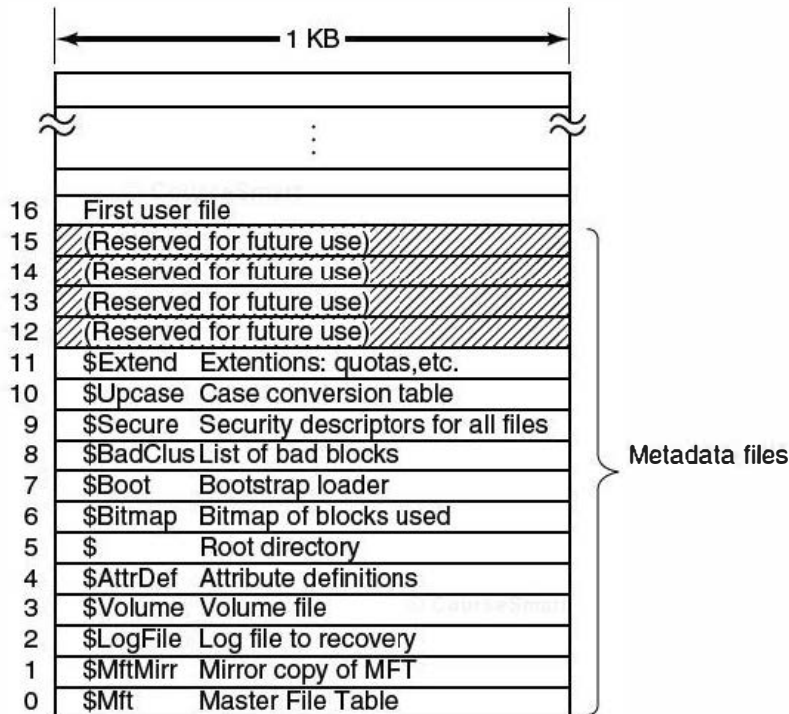 1 KB
16 First user file
15 (Reserved for future use)
14 (Reserved for future use)
13 (Reserved for future use)
12 (Reserved for future use)
11 $Extend Extentions: quotas,etc.
10 $Upcase Case conversion table
9 $Secure Security descriptors for all files
8 $BadClus List of bad blocks
7 $Boot Bootstrap loader
6 $Bitmap Bitmap of blocks used
5 $ Root directory
4 $AttrDef Attribute definitions
3 $Volume Volume file
2 $LogFile Log file to recovery
1 $MftMirr Mirror copy of MFT
0 $Mft Master File Table
Metadata files